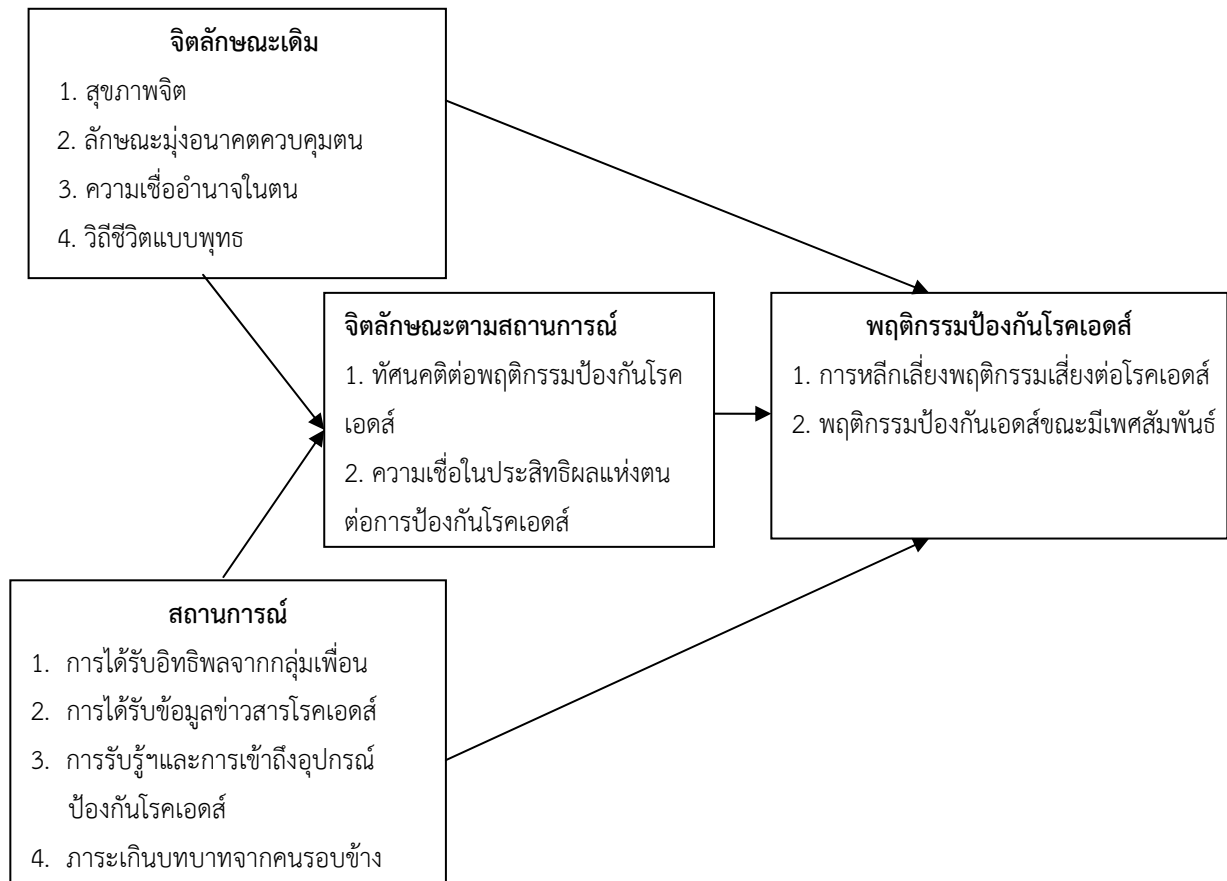 จิตลักษณะเดิม
1. สุขภาพจิต
2. ลักษณะมุ่งอนาคตควบคุมตน
3. ความเชื่ออำนาจในตน
4. วิถีชีวิตแบบพุทธ
จิตลักษณะตามสถานการณ์
1. ทัศนคติต่อพฤติกรรมป้องกันโรค
เอดส์
2. ความเชื่อในประสิทธิผลแห่งตน
ต่อการป้องกันโรคเอดส์
พฤติกรรมป้องกันโรคเอดส์
1. การหลีกเลี่ยงพฤติกรรมเสี่ยงต่อโรคเอดส์
2. พฤติกรรมป้องกันเอดส์ขณะมีเพศสัมพันธ์
สถานการณ์
1. การได้รับอิทธิพลจากกลุ่มเพื่อน
2. การได้รับข้อมูลข่าวสารโรคเอดส์
3. การรับรู้ฯและการเข้าถึงอุปกรณ์
ป้องกันโรคเอดส์
4. ภาระเกินบทบาทจากคนรอบข้าง